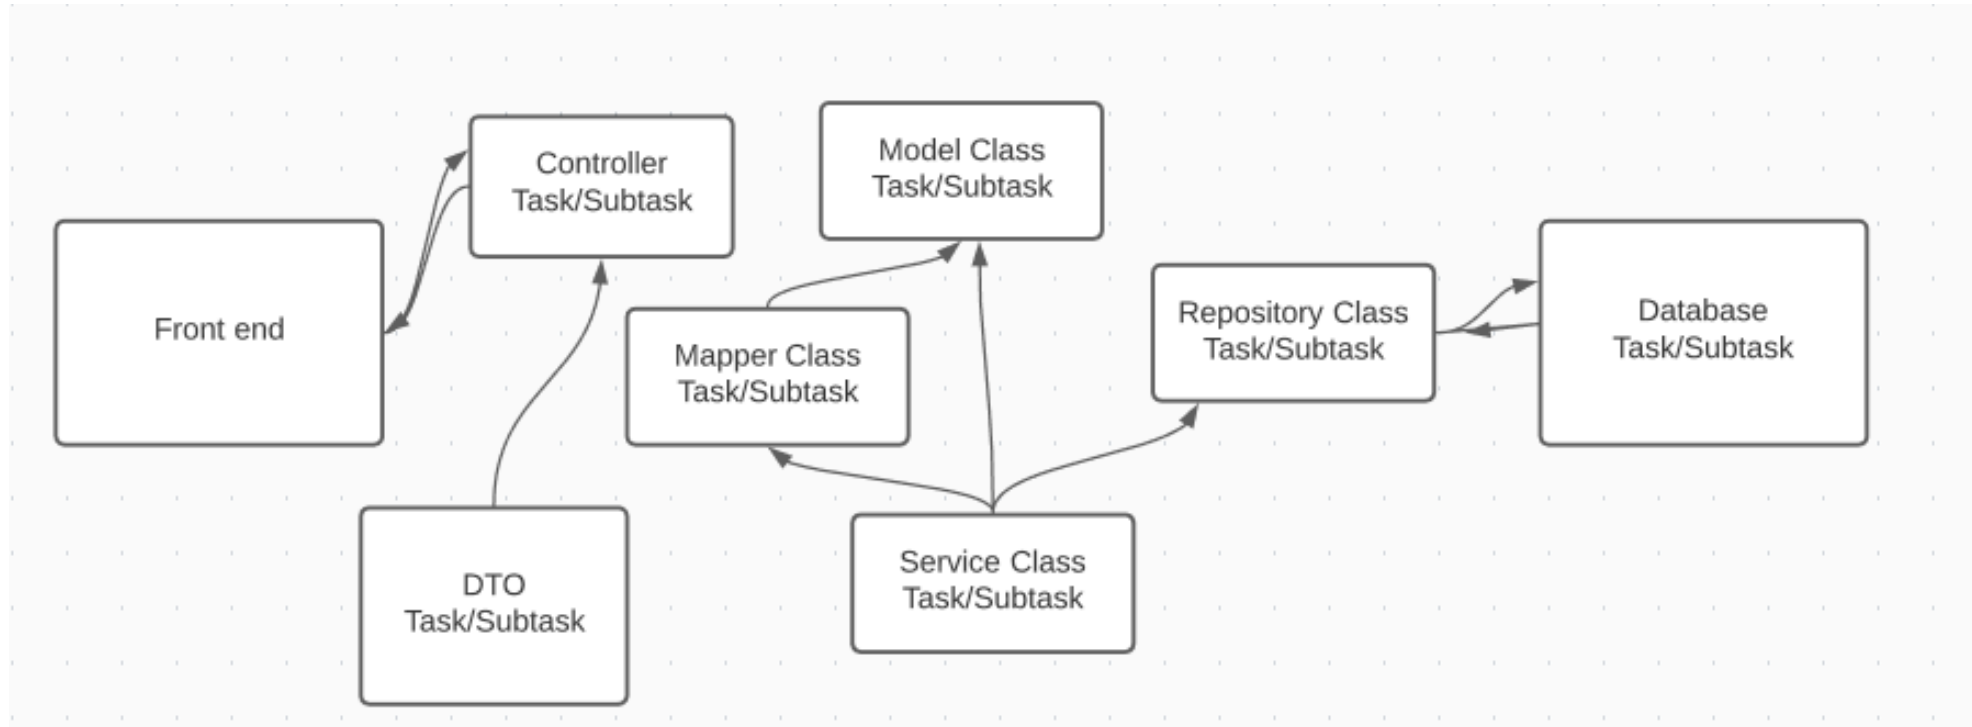 Controller
Task/Subtask
Model Class
Task/Subtask
Front end
Mapper Class
Task/Subtask
Repository Class
Task/Subtask
Database
Task/Subtask
DTO
Task/Subtask
Service Class
Task/Subtask